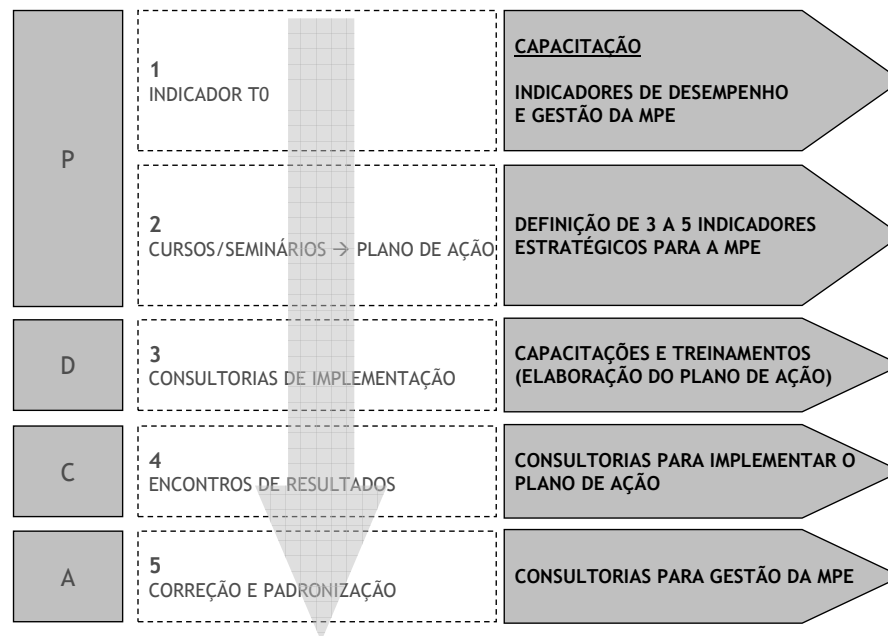 P
1
INDICADOR T0
CAPACITAÇÃO
INDICADORES DE DESEMPENHO
E GESTÃO DA MPE
2
CURSOS/SEMINÁRIOS → PLANO DE AÇÃO
DEFINIÇÃO DE 3 A 5 INDICADORES
ESTRATÉGICOS PARA A MPE
D
3
CONSULTORIAS DE IMPLEMENTAÇÃO
CAPACITAÇÕES E TREINAMENTOS
(ELABORAÇÃO DO PLANO DE AÇÃO)
C
4
ENCONTROS DE RESULTADOS
CONSULTORIAS PARA IMPLEMENTAR O
PLANO DE AÇÃO
A
5
CORREÇÃO E PADRONIZAÇÃO
CONSULTORIAS PARA GESTÃO DA MPE